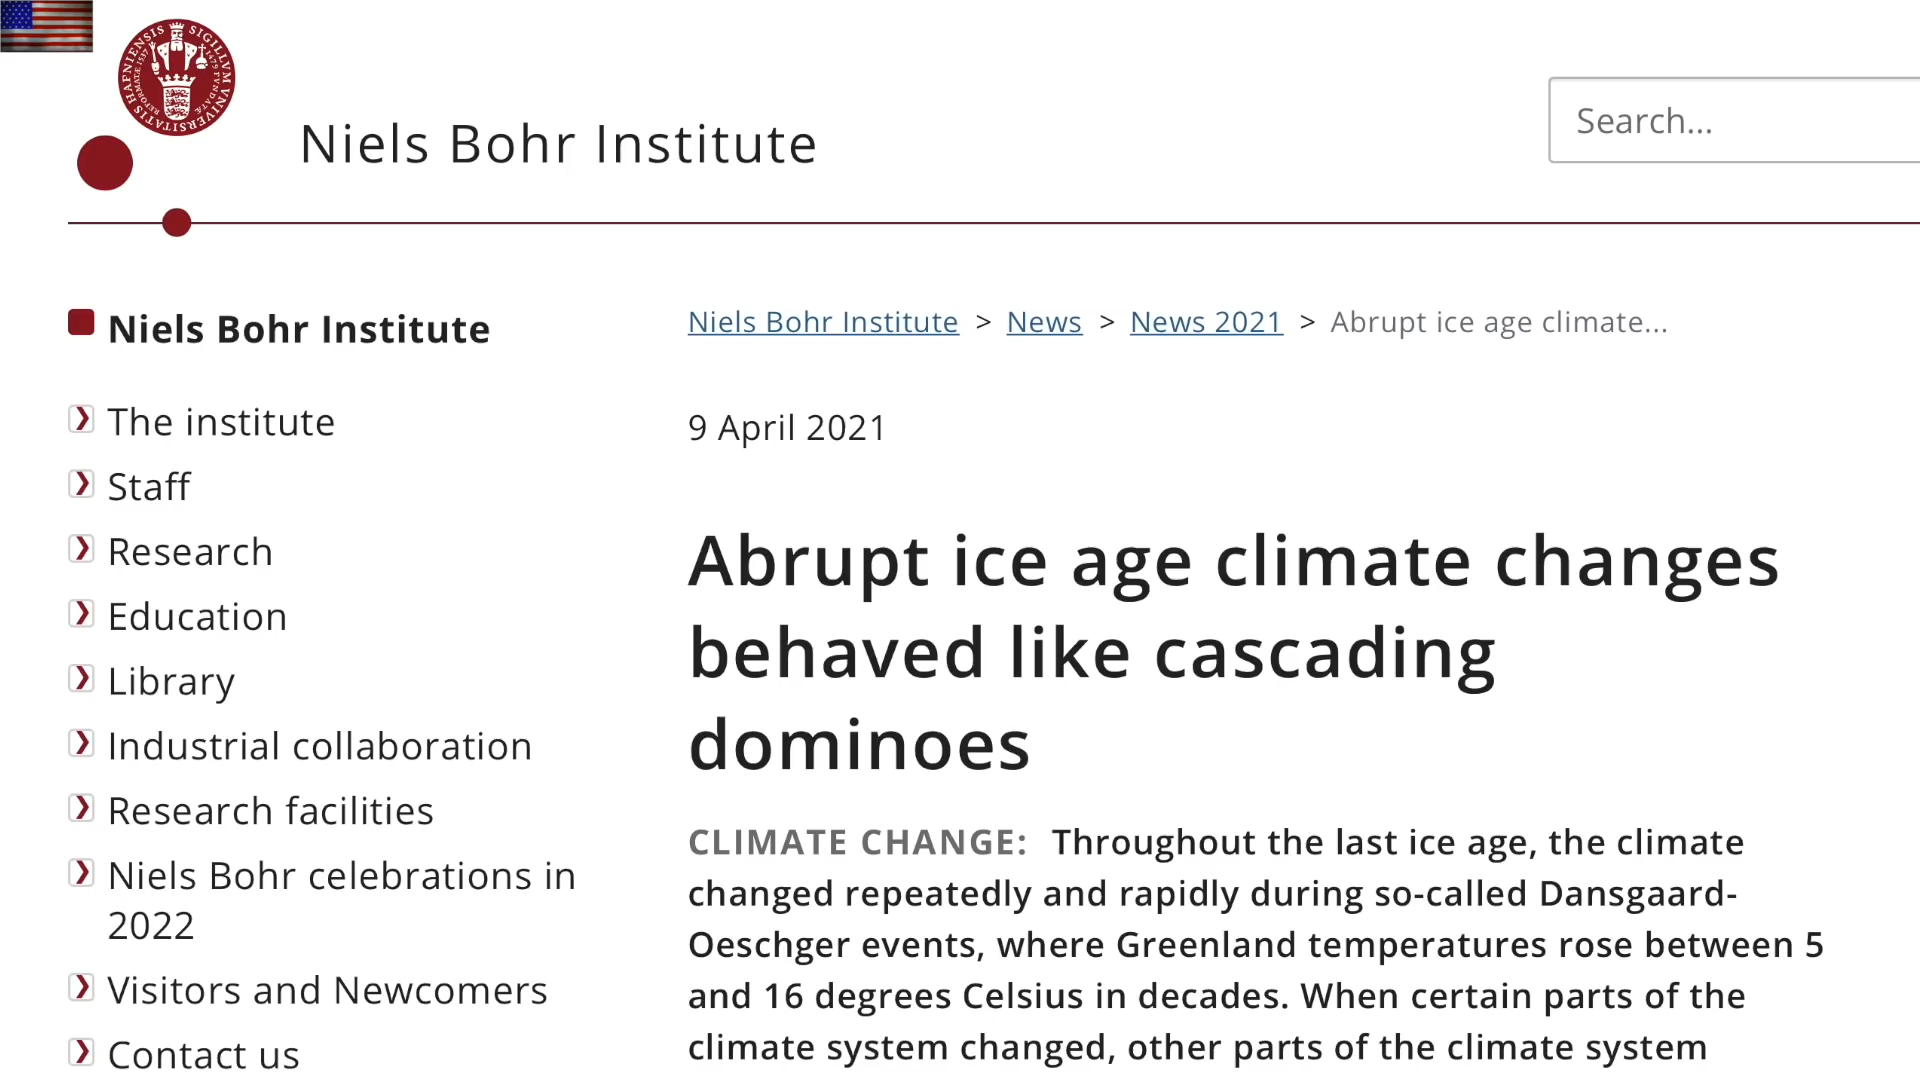 SIGILLVM VNIVERSITATIS HAFNIENSIS
Niels Bohr Institute
Search...
Niels Bohr Institute
The institute
Staff
Research
Education
Library
Industrial collaboration
Research facilities
Niels Bohr celebrations in
2022
Visitors and Newcomers
Contact us
Niels Bohr Institute > News > News 2021 > Abrupt ice age climate...
9 April 2021
Abrupt ice age climate changes
behaved like cascading
dominoes
CLIMATE CHANGE: Throughout the last ice age, the climate
changed repeatedly and rapidly during so-called Dansgaard-
Oeschger events, where Greenland temperatures rose between 5
and 16 degrees Celsius in decades. When certain parts of the
climate system changed, other parts of the climate system